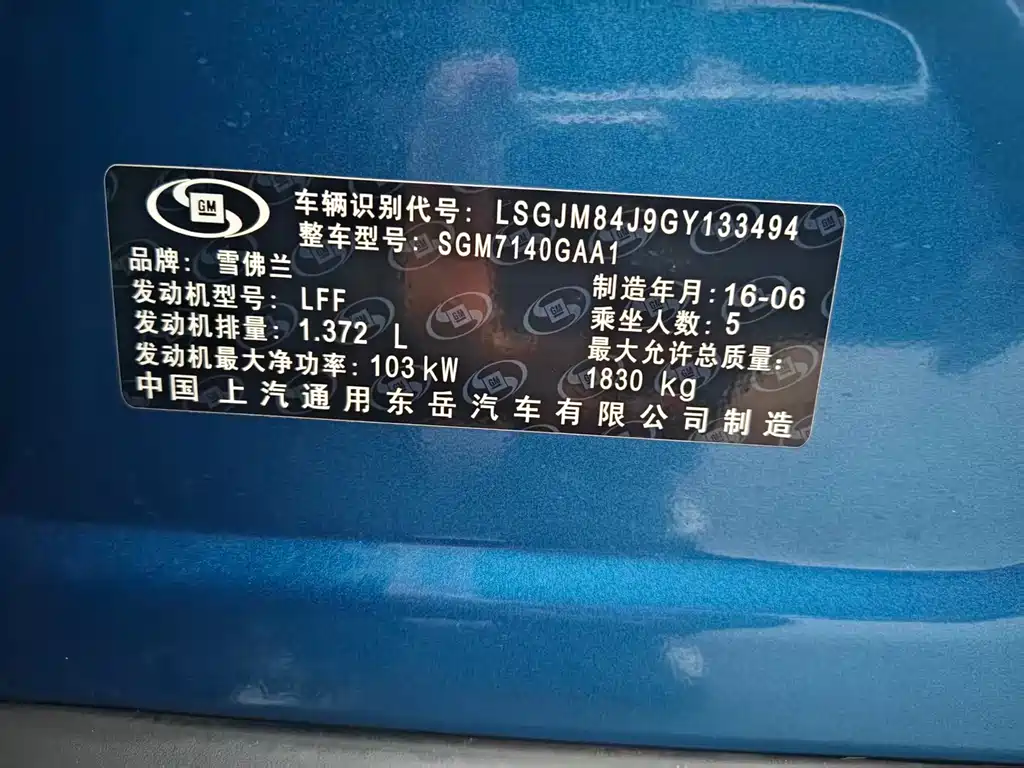 GM
车辆识别代号: LSGJM84J9GY133494
整车型号: SGM7140GAA1
品牌: 雪佛兰
制造年月: 16-06
发动机型号: LFF
乘坐人数: 5
发动机排量: 1.372 L
最大允许总质量:
1830 kg
发动机最大净功率: 103 kW
中国上汽通用东岳汽车有限公司制造